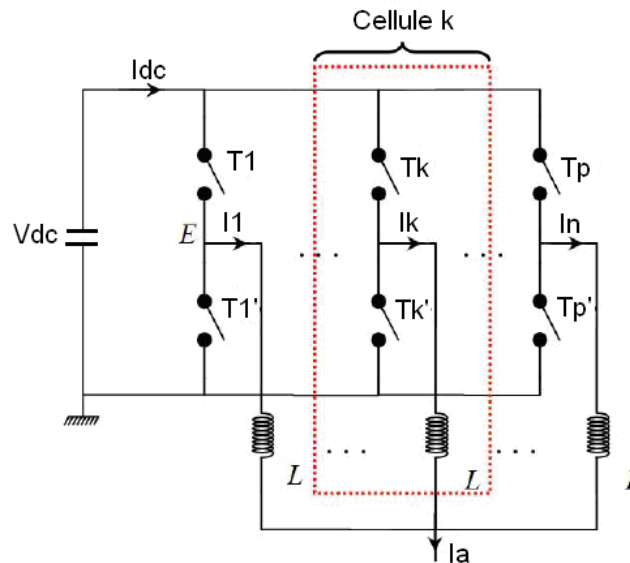 Cellule k
Idc
T1
Tk
Tp
Vdc
E
I1
Ik
In
. . .
. . .
T1'
Tk'
Tp'
. . .
. . .
L
L
Ia